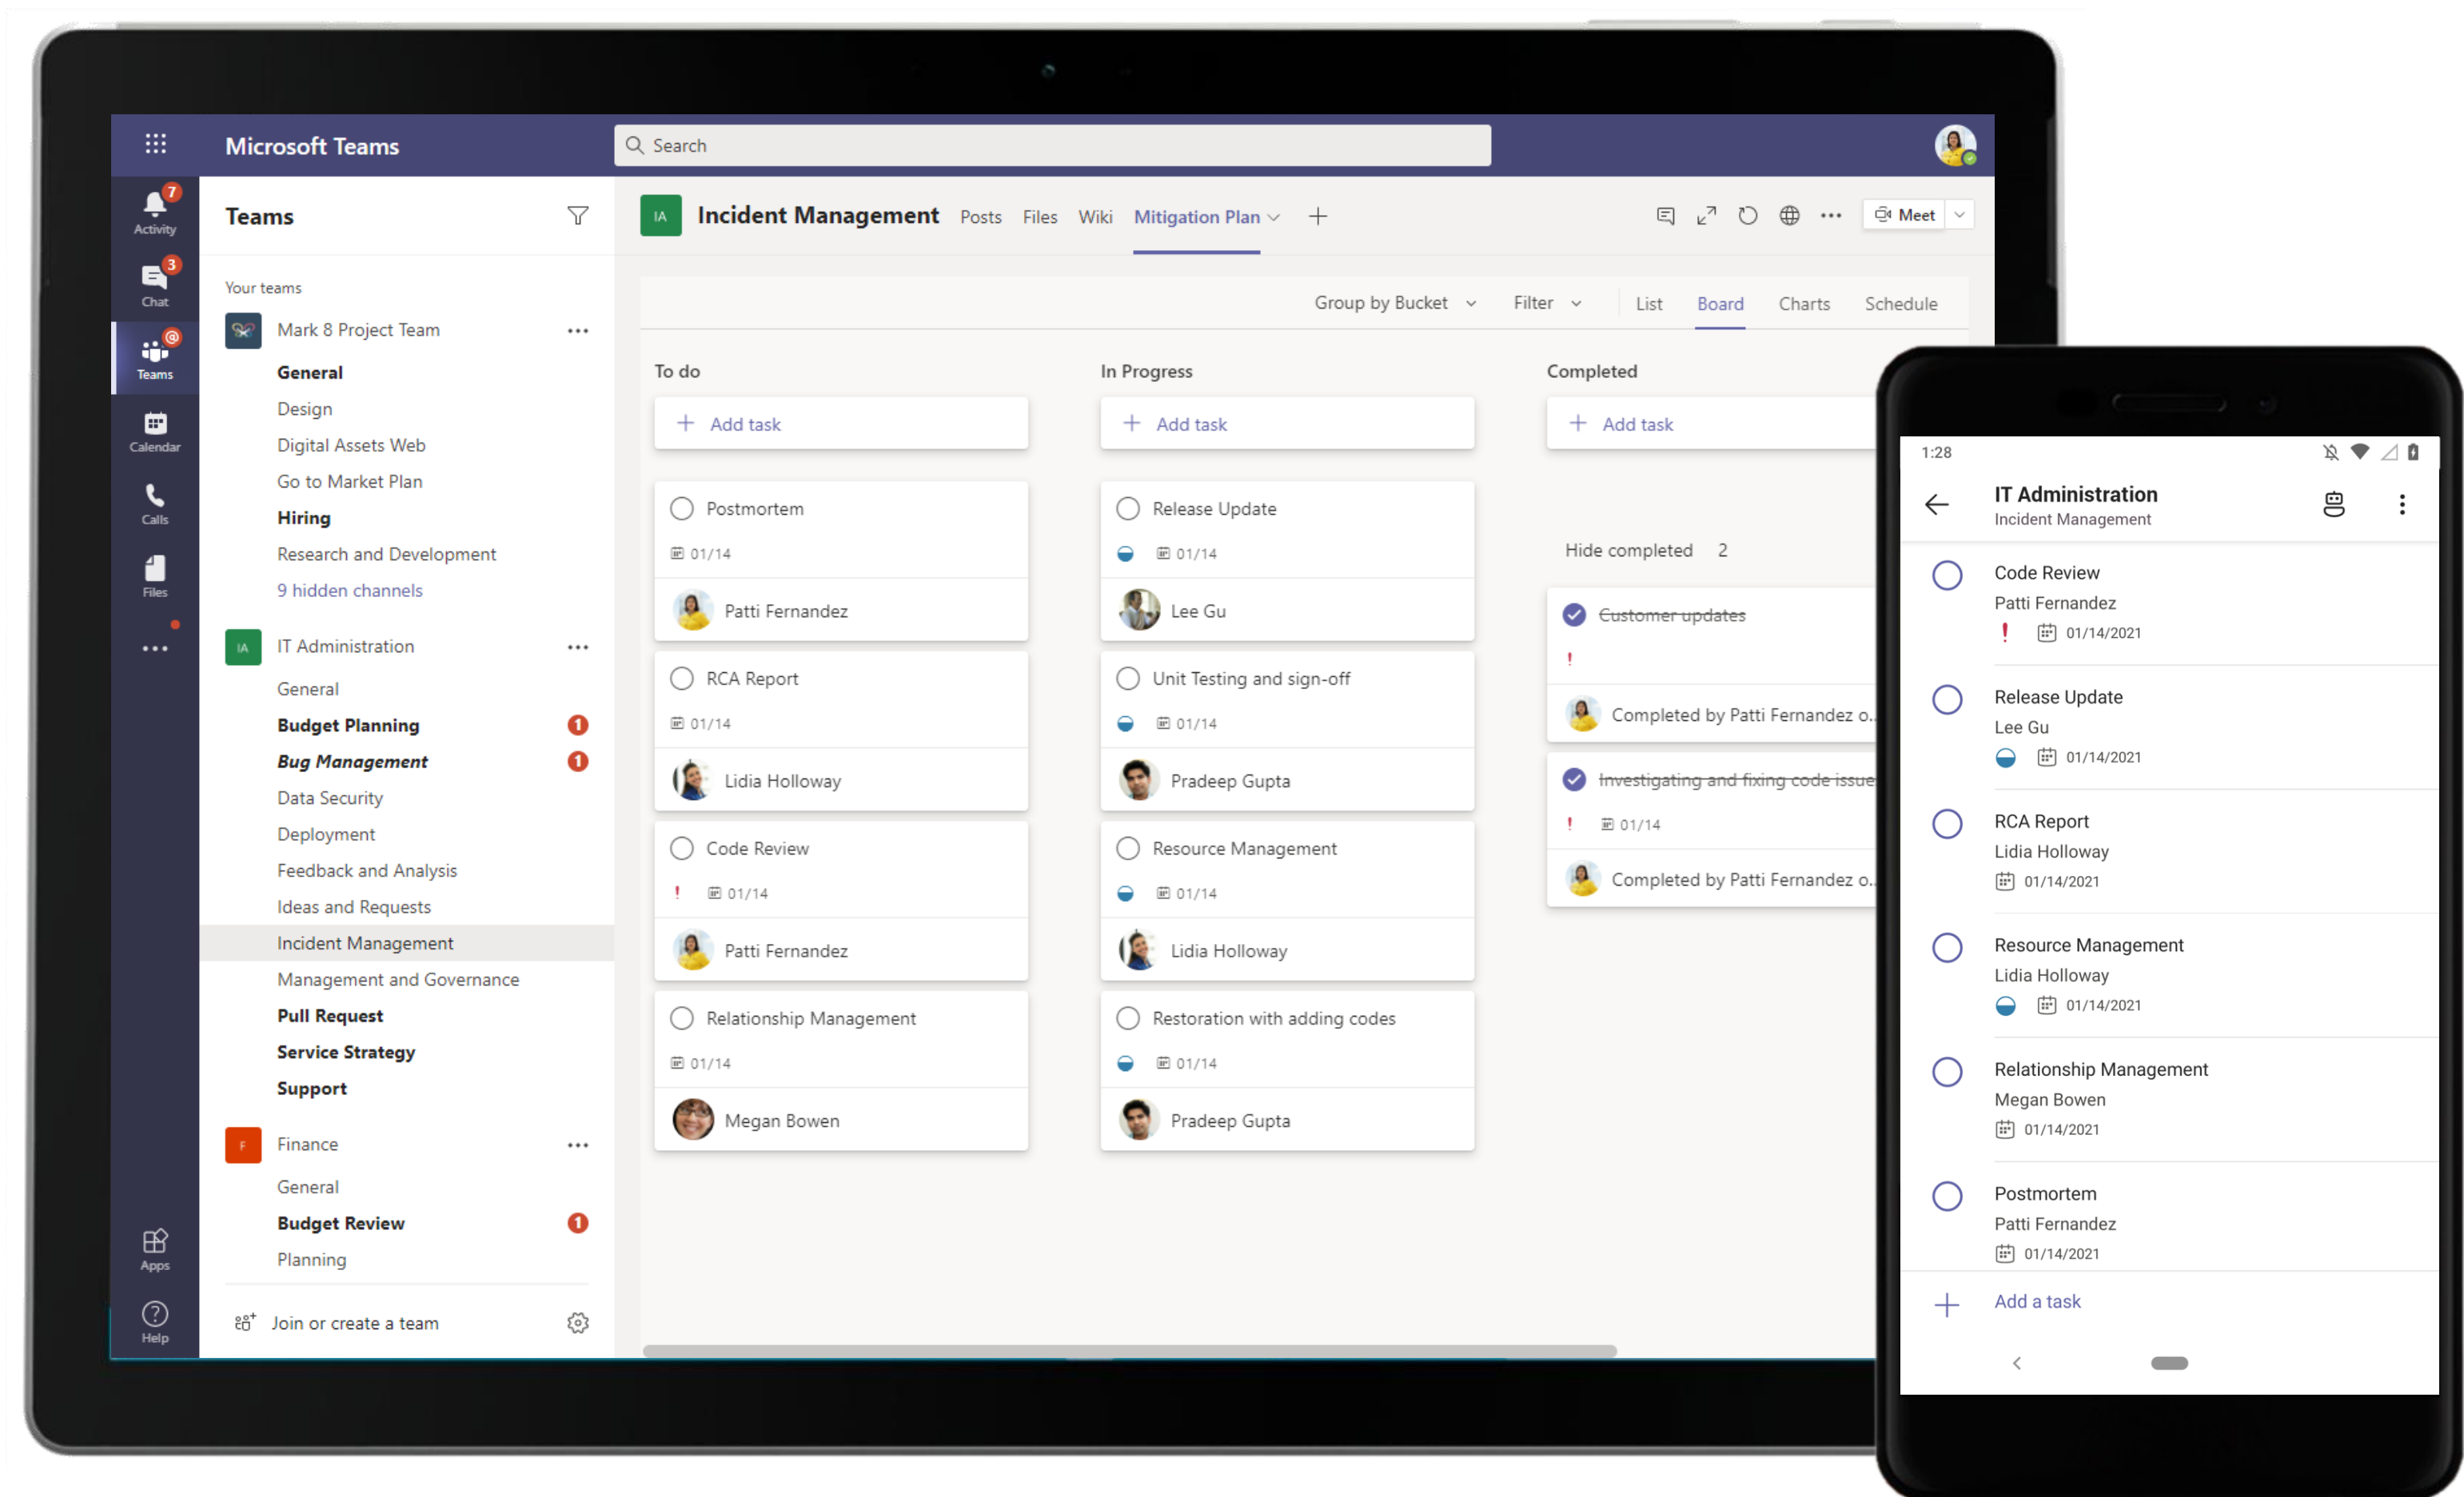 Microsoft Teams
Search
7
Activity
3
Chat
@
Teams
Calendar
Calls
Files
Apps
Help
Teams
Your teams
Mark 8 Project Team
General
Design
Digital Assets Web
Go to Market Plan
Hiring
Research and Development
9 hidden channels
IA
IT Administration
General
Budget Planning 1
Bug Management 1
Data Security
Deployment
Feedback and Analysis
Ideas and Requests
Incident Management
Management and Governance
Pull Request
Service Strategy
Support
F
Finance
General
Budget Review 1
Planning
Join or create a team
IA
Incident Management Posts Files Wiki Mitigation Plan
Meet
Group by Bucket Filter List Board Charts Schedule
To do
+ Add task
Postmortem
01/14
Patti Fernandez
RCA Report
01/14
Lidia Holloway
Code Review
! 01/14
Patti Fernandez
Relationship Management
01/14
Megan Bowen
In Progress
+ Add task
Release Update
01/14
Lee Gu
Unit Testing and sign-off
01/14
Pradeep Gupta
Resource Management
01/14
Lidia Holloway
Restoration with adding codes
01/14
Pradeep Gupta
Completed
+ Add task
Hide completed 2
Customer updates
!
Completed by Patti Fernandez o...
Investigating and fixing code issue
! 01/14
Completed by Patti Fernandez o...
1:28
IT Administration
Incident Management
Code Review
Patti Fernandez
! 01/14/2021
Release Update
Lee Gu
01/14/2021
RCA Report
Lidia Holloway
01/14/2021
Resource Management
Lidia Holloway
01/14/2021
Relationship Management
Megan Bowen
01/14/2021
Postmortem
Patti Fernandez
01/14/2021
+ Add a task